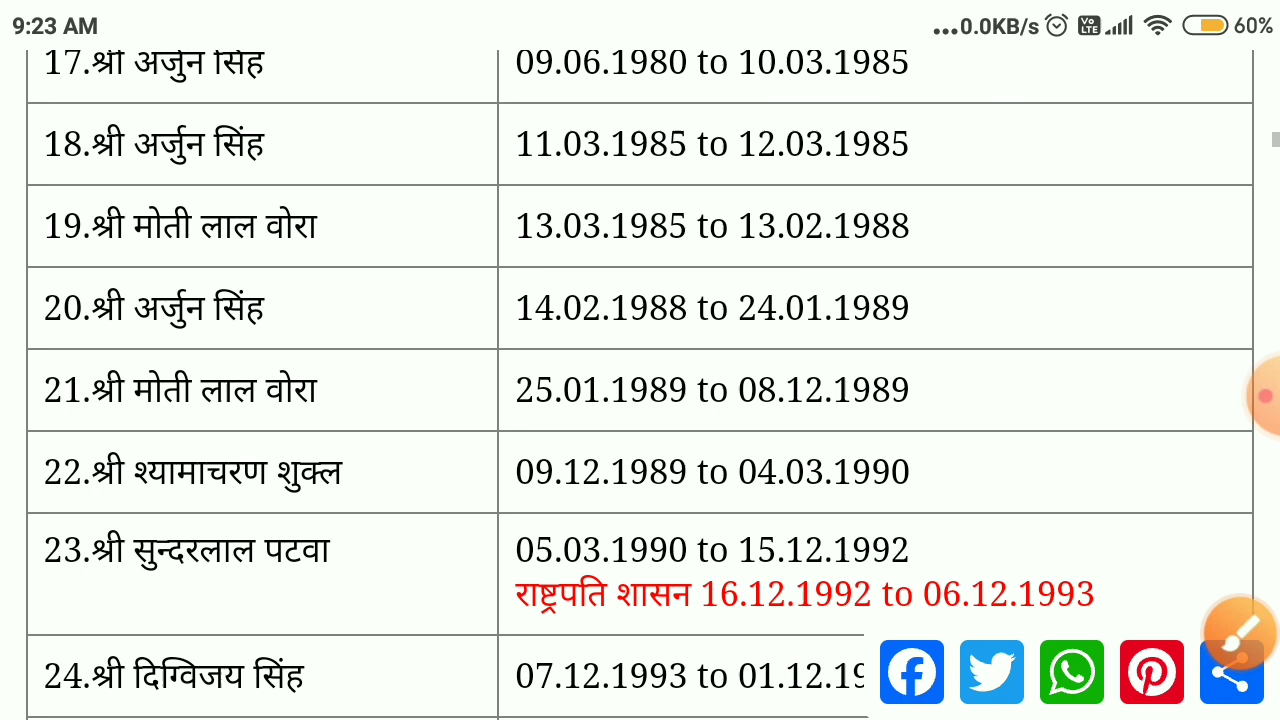 9:23 AM
...0.0KB/s Vo LTE 60%
17.श्री अर्जुन सिंह 09.06.1980 to 10.03.1985
18.श्री अर्जुन सिंह 11.03.1985 to 12.03.1985
19.श्री मोती लाल वोरा 13.03.1985 to 13.02.1988
20.श्री अर्जुन सिंह 14.02.1988 to 24.01.1989
21.श्री मोती लाल वोरा 25.01.1989 to 08.12.1989
22.श्री श्यामाचरण शुक्ल 09.12.1989 to 04.03.1990
23.श्री सुन्दरलाल पटवा 05.03.1990 to 15.12.1992
राष्ट्रपति शासन 16.12.1992 to 06.12.1993
24.श्री दिग्विजय सिंह 07.12.1993 to 01.12.19